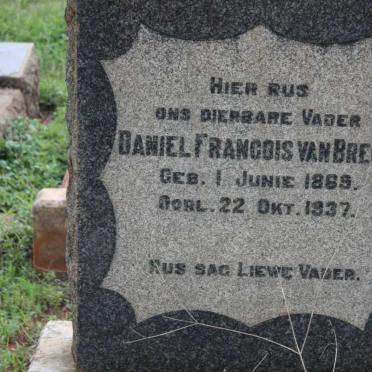 HIER RUS
ONS DIERBARE VADER
DANIEL FRANCOIS VAN BRE
GEB. 1 JUNIE 1869.
OORL. 22 OKT. 1937.
RUS SAG LIEWE VADER.